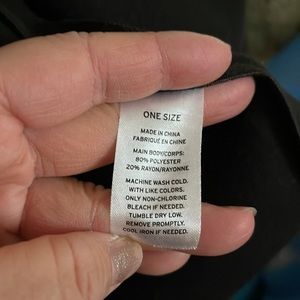 ONE SIZE
MADE IN CHINA
FABRIQUÉ EN CHINE
MAIN BODY/CORPS:
80% POLYESTER
20% RAYON/RAYONNE
MACHINE WASH COLD.
WITH LIKE COLORS.
ONLY NON-CHLORINE
BLEACH IF NEEDED.
TUMBLE DRY LOW.
REMOVE PROMPTLY.
COOL IRON IF NEEDED.